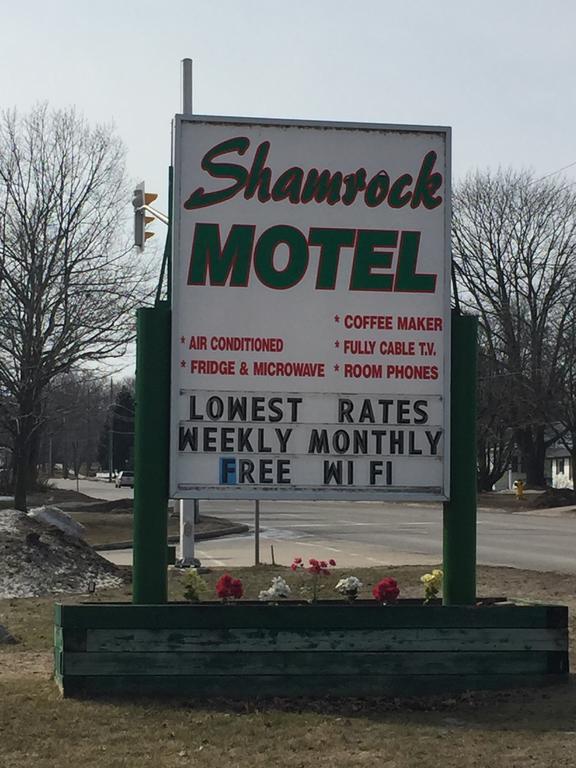 Shamrock
MOTEL
* COFFEE MAKER
* AIR CONDITIONED * FULLY CABLE T.V.
* FRIDGE & MICROWAVE * ROOM PHONES
LOWEST RATES
WEEKLY MONTHLY
FREE WI FI